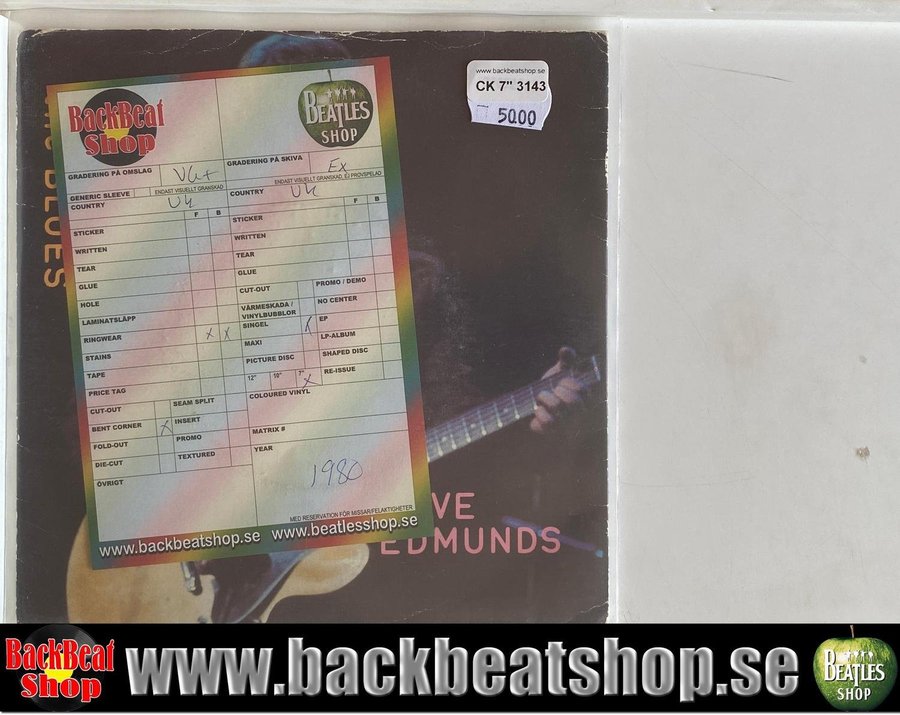 BackBeat
Shop
BEATLES
SHOP
GRADERING PÅ OMSLAG VG+
GRADERING PÅ SKIVA Ex
GENERIC SLEEVE ENDAST VISUELLT GRANSKAD
ENDAST VISUELLT GRANSKAD, EJ PROVSPELAD
COUNTRY UK
COUNTRY UK
F B
F B
STICKER
WRITTEN
TEAR
GLUE
HOLE
LAMINATSLÄPP
RINGWEAR X X
STAINS
TAPE
PRICE TAG
STICKER
WRITTEN
TEAR
GLUE
CUT-OUT
PROMO / DEMO
VÄRMESKADA /
VINYLBUBBLOR
NO CENTER
SINGEL X
EP
MAXI
LP-ALBUM
PICTURE DISC
SHAPED DISC
12" 10" 7" X
RE-ISSUE
CUT-OUT
SEAM SPLIT
BENT CORNER X
INSERT
FOLD-OUT
PROMO
DIE-CUT
TEXTURED
COLOURED VINYL
MATRIX #
ÖVRIGT
YEAR
1980
MED RESERVATION FÖR MISSAR/FELAKTIGHETER
www.backbeatshop.se www.beatlesshop.se
www.backbeatshop.se
CK 7" 3143
5000
BLUES
VE
EDMUNDS
BackBeat
Shop
www.backbeatshop.se
BEATLES
SHOP